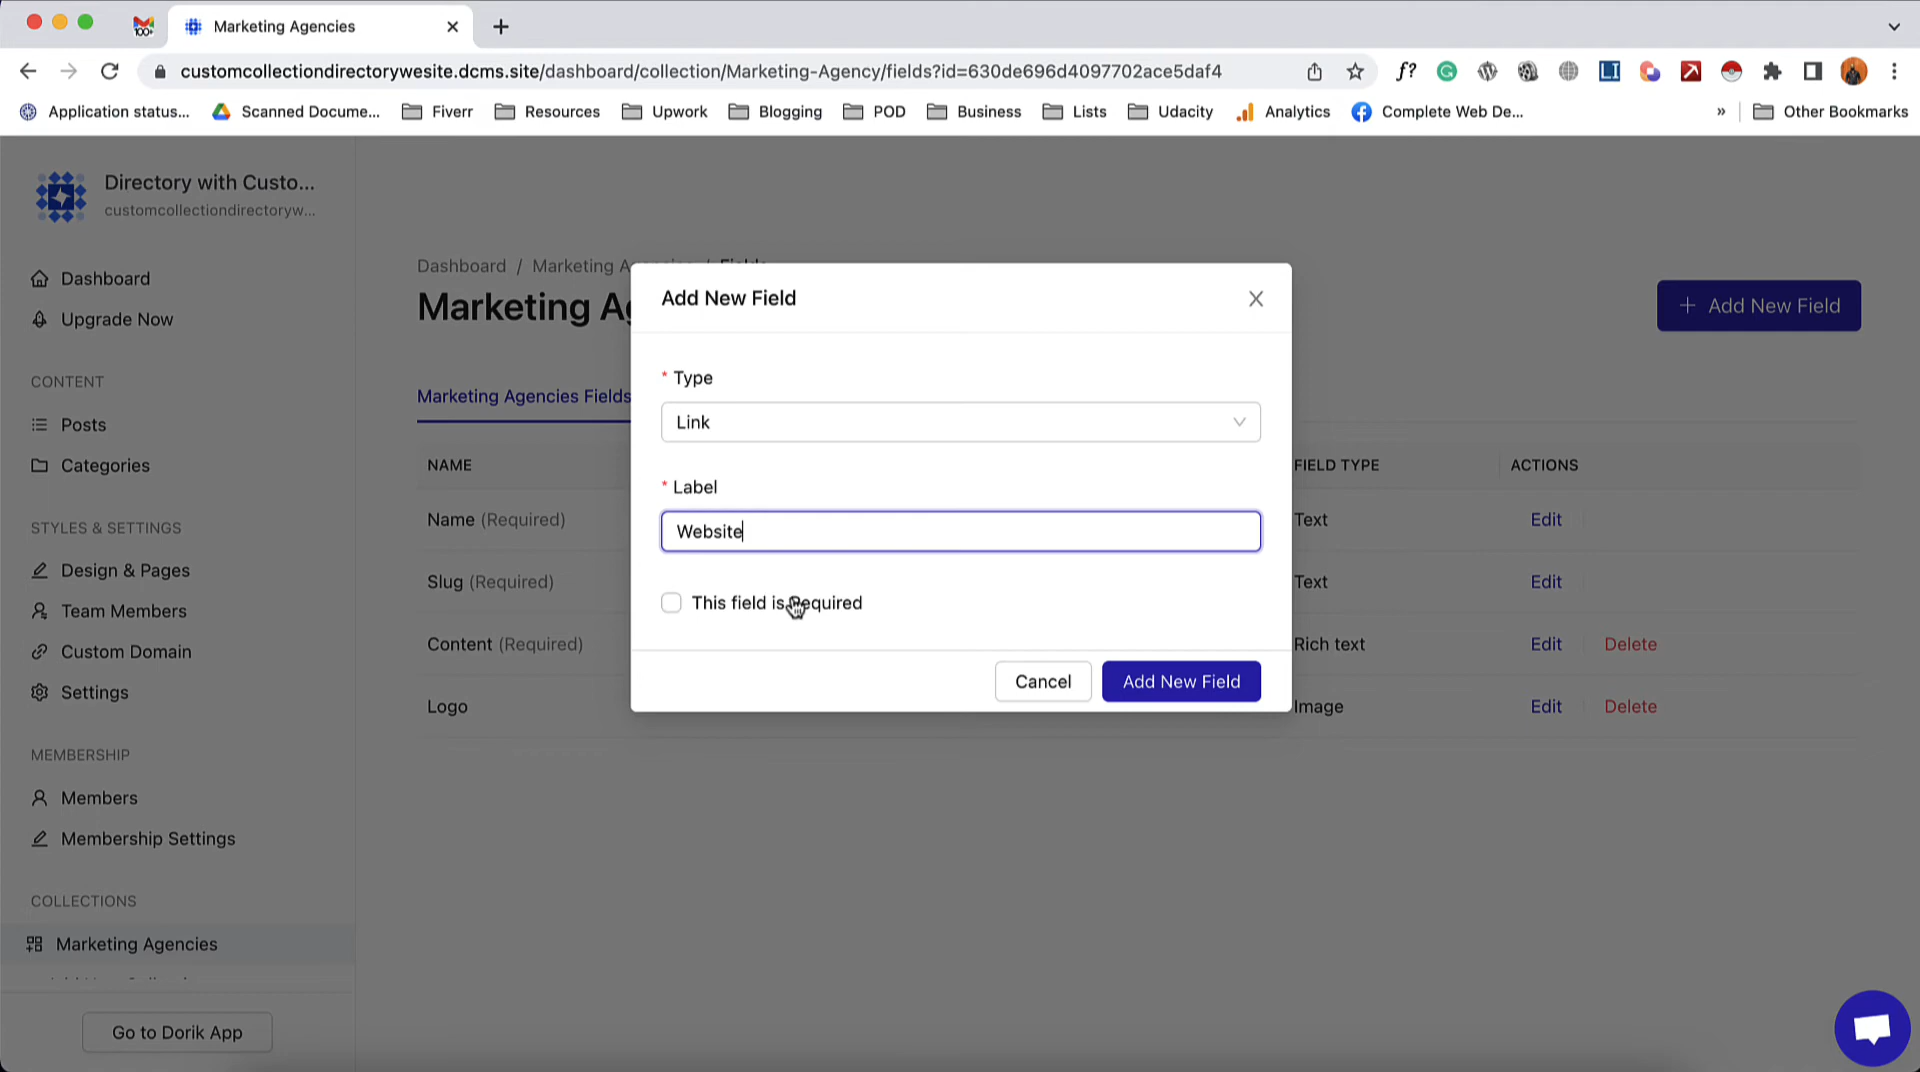 100+
Marketing Agencies
customcollectiondirectorywesite.dcms.site/dashboard/collection/Marketing-Agency/fields?id=630de696d4097702ace5daf4
f?
LI
Application status...
Scanned Docume...
Fiverr
Resources
Upwork
Blogging
POD
Business
Lists
Udacity
Analytics
Complete Web De...
»
Other Bookmarks
Directory with Custo...
customcollectiondirectoryw...
Dashboard
Upgrade Now
CONTENT
Posts
Categories
STYLES & SETTINGS
Design & Pages
Team Members
Custom Domain
Settings
MEMBERSHIP
Members
Membership Settings
COLLECTIONS
Marketing Agencies
Go to Dorik App
Dashboard / Marketing A
Marketing Ag
+ Add New Field
Marketing Agencies Fields
NAME
FIELD TYPE
ACTIONS
Name (Required)
Text
Edit
Slug (Required)
Text
Edit
Content (Required)
Rich text
Edit
Delete
Logo
Image
Edit
Delete
Add New Field
* Type
Link
* Label
Website
This field is Required
Cancel
Add New Field